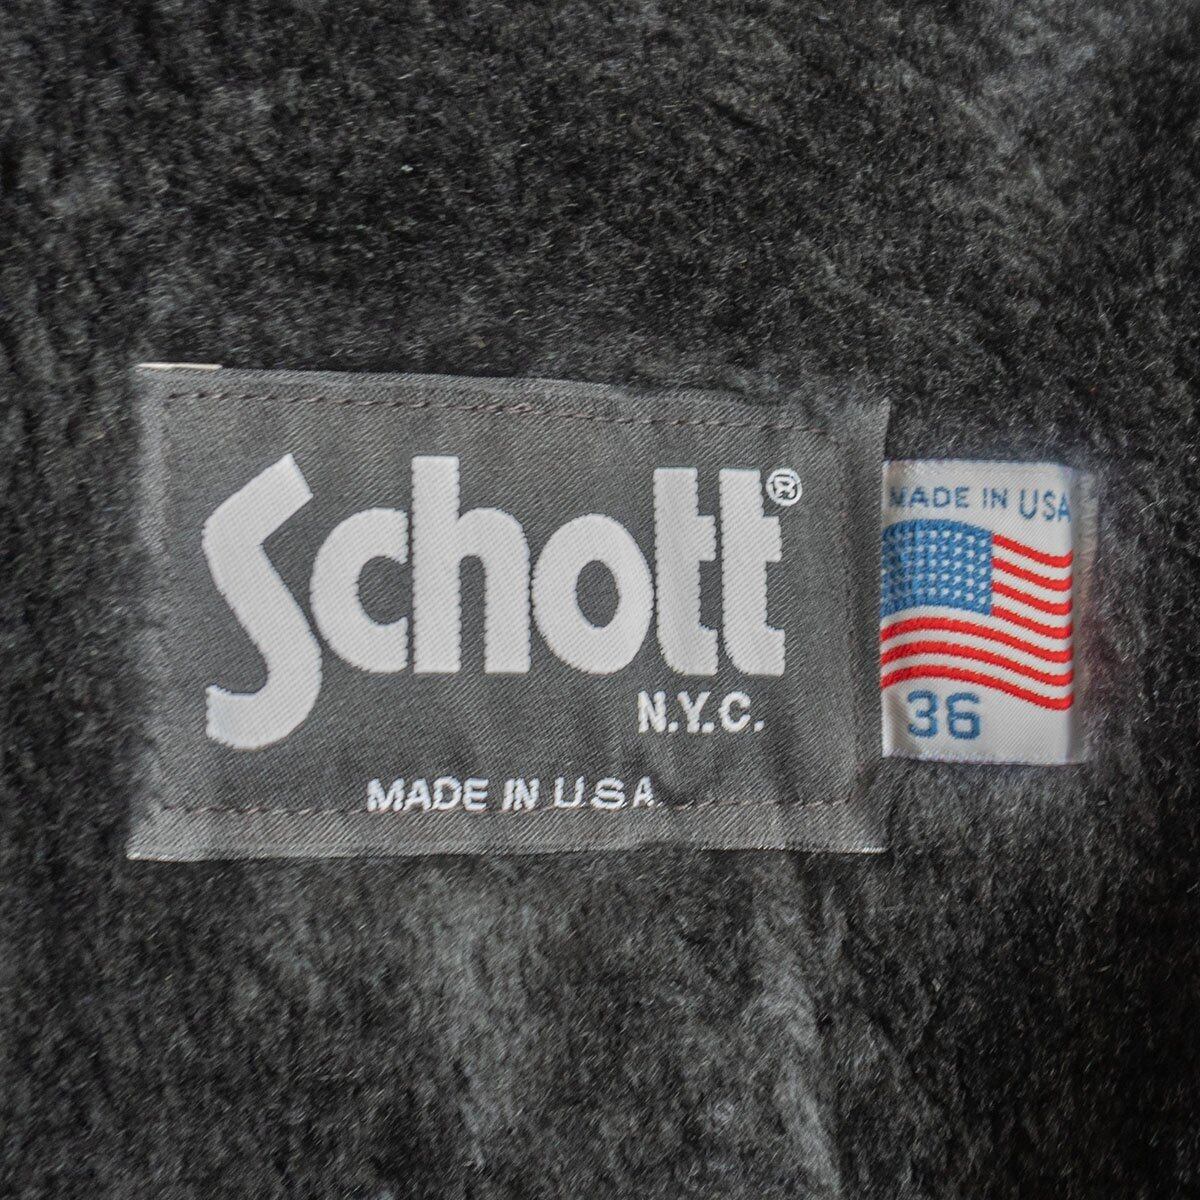 Schott®
N.Y.C.
MADE IN U.S.A.
MADE IN USA
36